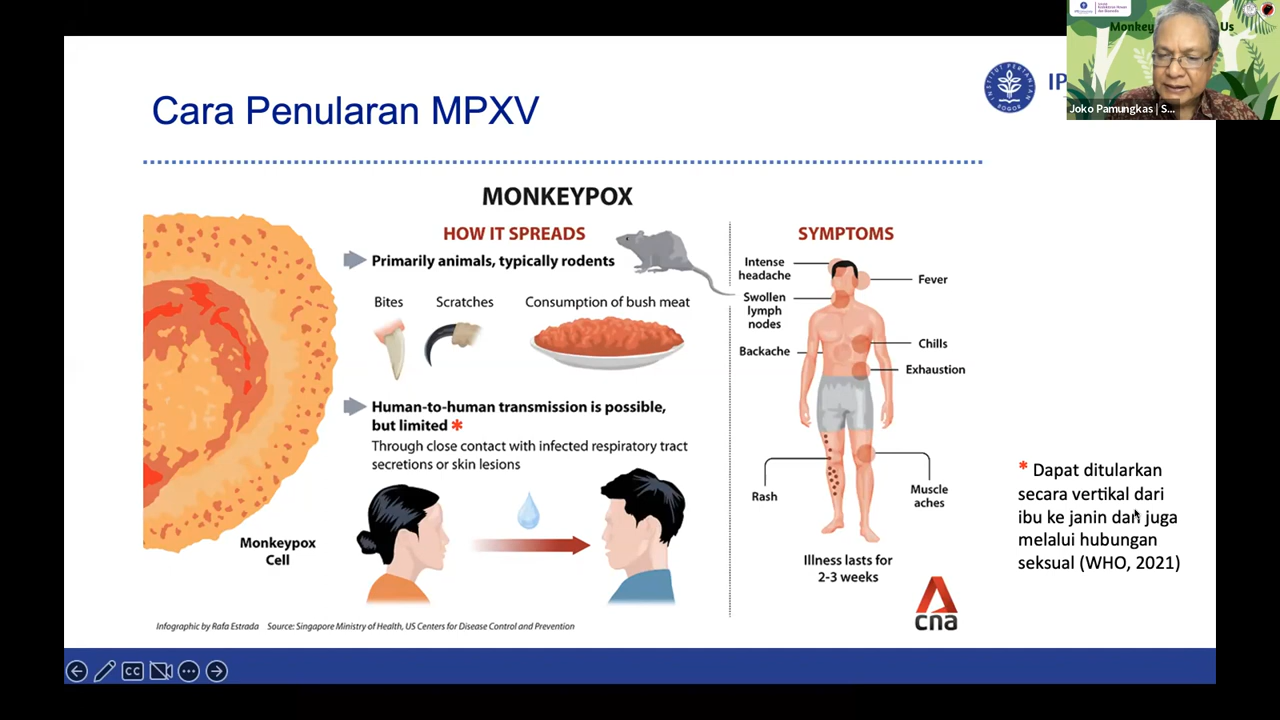 Monkey
Us
Joko Pamungkas | S...
INSTITUT PERTANIAN
BOGOR
IP
Cara Penularan MPXV
MONKEYPOX
HOW IT SPREADS
Primarily animals, typically rodents
Bites
Scratches
Consumption of bush meat
Human-to-human transmission is possible,
but limited *
Through close contact with infected respiratory tract
secretions or skin lesions
Monkeypox
Cell
SYMPTOMS
Intense
headache
Fever
Swollen
lymph
nodes
Chills
Backache
Exhaustion
Rash
Muscle
aches
Illness lasts for
2-3 weeks
cna
* Dapat ditularkan
secara vertikal dari
ibu ke janin dan juga
melalui hubungan
seksual (WHO, 2021)
Infographic by Rafa Estrada Source: Singapore Ministry of Health, US Centers for Disease Control and Prevention
CC